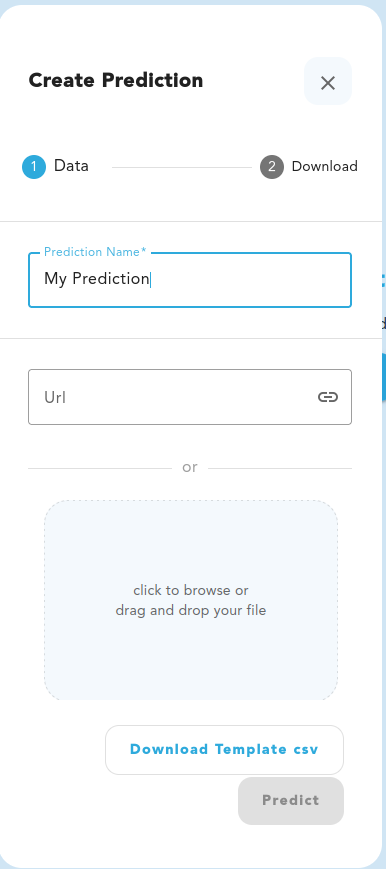 Create Prediction
1 Data
2 Download
Prediction Name*
My Prediction
Url
or
click to browse or
drag and drop your file
Download Template csv
Predict